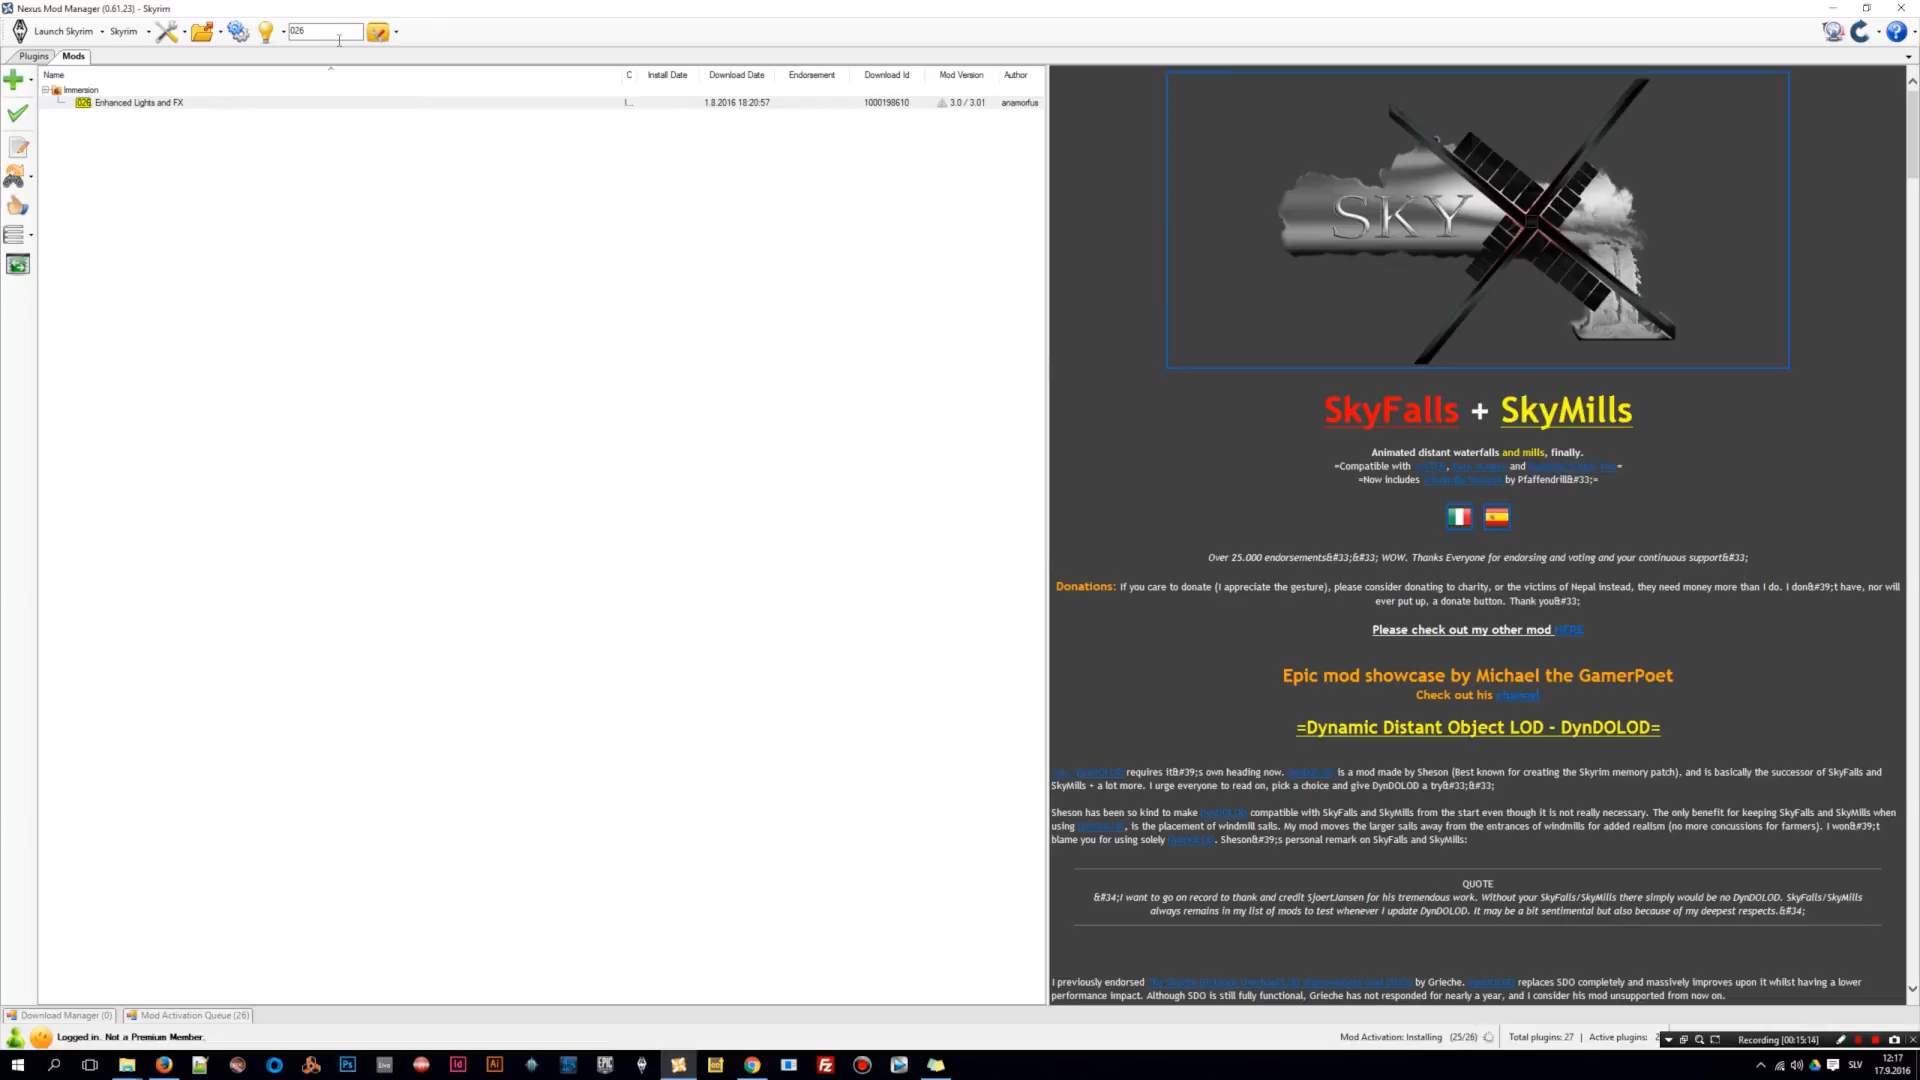 Nexus Mod Manager (0.61.23) - Skyrim
Launch Skyrim
Skyrim
026
Plugins
Mods
Name
C
Install Date
Download Date
Endorsement
Download Id
Mod Version
Author
Immersion
026. Enhanced Lights and FX
I...
1.8.2016 18:20:57
1000198610
3.0 / 3.01
anamorfus
SKY
SkyFalls + SkyMills
Animated distant waterfalls and mills, finally.
=Compatible with WATER, Pure Waters and =
=Now includes by Pfaffendrill&#33;=
Over 25.000 endorsements&#33;&#33; WOW. Thanks Everyone for endorsing and voting and your continuous support&#33;
Donations: If you care to donate (I appreciate the gesture), please consider donating to charity, or the victims of Nepal instead, they need money more than I do. I don&#39;t have, nor will
ever put up, a donate button. Thank you&#33;
Please check out my other mod HERE
Epic mod showcase by Michael the GamerPoet
Check out his channel
=Dynamic Distant Object LOD - DynDOLOD=
DynDOLOD requires it&#39;s own heading now. DynDOLOD is a mod made by Sheson (Best known for creating the Skyrim memory patch), and is basically the successor of SkyFalls and
SkyMills + a lot more. I urge everyone to read on, pick a choice and give DynDOLOD a try&#33;&#33;
Sheson has been so kind to make DynDOLOD compatible with SkyFalls and SkyMills from the start even though it is not really necessary. The only benefit for keeping SkyFalls and SkyMills when
using DynDOLOD, is the placement of windmill sails. My mod moves the larger sails away from the entrances of windmills for added realism (no more concussions for farmers). I won&#39;t
blame you for using solely DynDOLOD. Sheson&#39;s personal remark on SkyFalls and SkyMills:
QUOTE
&#34;I want to go on record to thank and credit SjoertJansen for his tremendous work. Without your SkyFalls/SkyMills there simply would be no DynDOLOD. SkyFalls/SkyMills
always remains in my list of mods to test whenever I update DynDOLOD. It may be a bit sentimental but also because of my deepest respects.&#34;
I previously endorsed by Grieche. DynDOLOD replaces SDO completely and massively improves upon it whilst having a lower
performance impact. Although SDO is still fully functional, Grieche has not responded for nearly a year, and I consider his mod unsupported from now on.
Download Manager (0)
Mod Activation Queue (26)
Logged in. Not a Premium Member.
Mod Activation: Installing (25/26)
Total plugins: 27
Active plugins: 2
Recording [00:15:14]
Ps
Live
Id
Ai
EPIC
SLV
12:17
17.9.2016